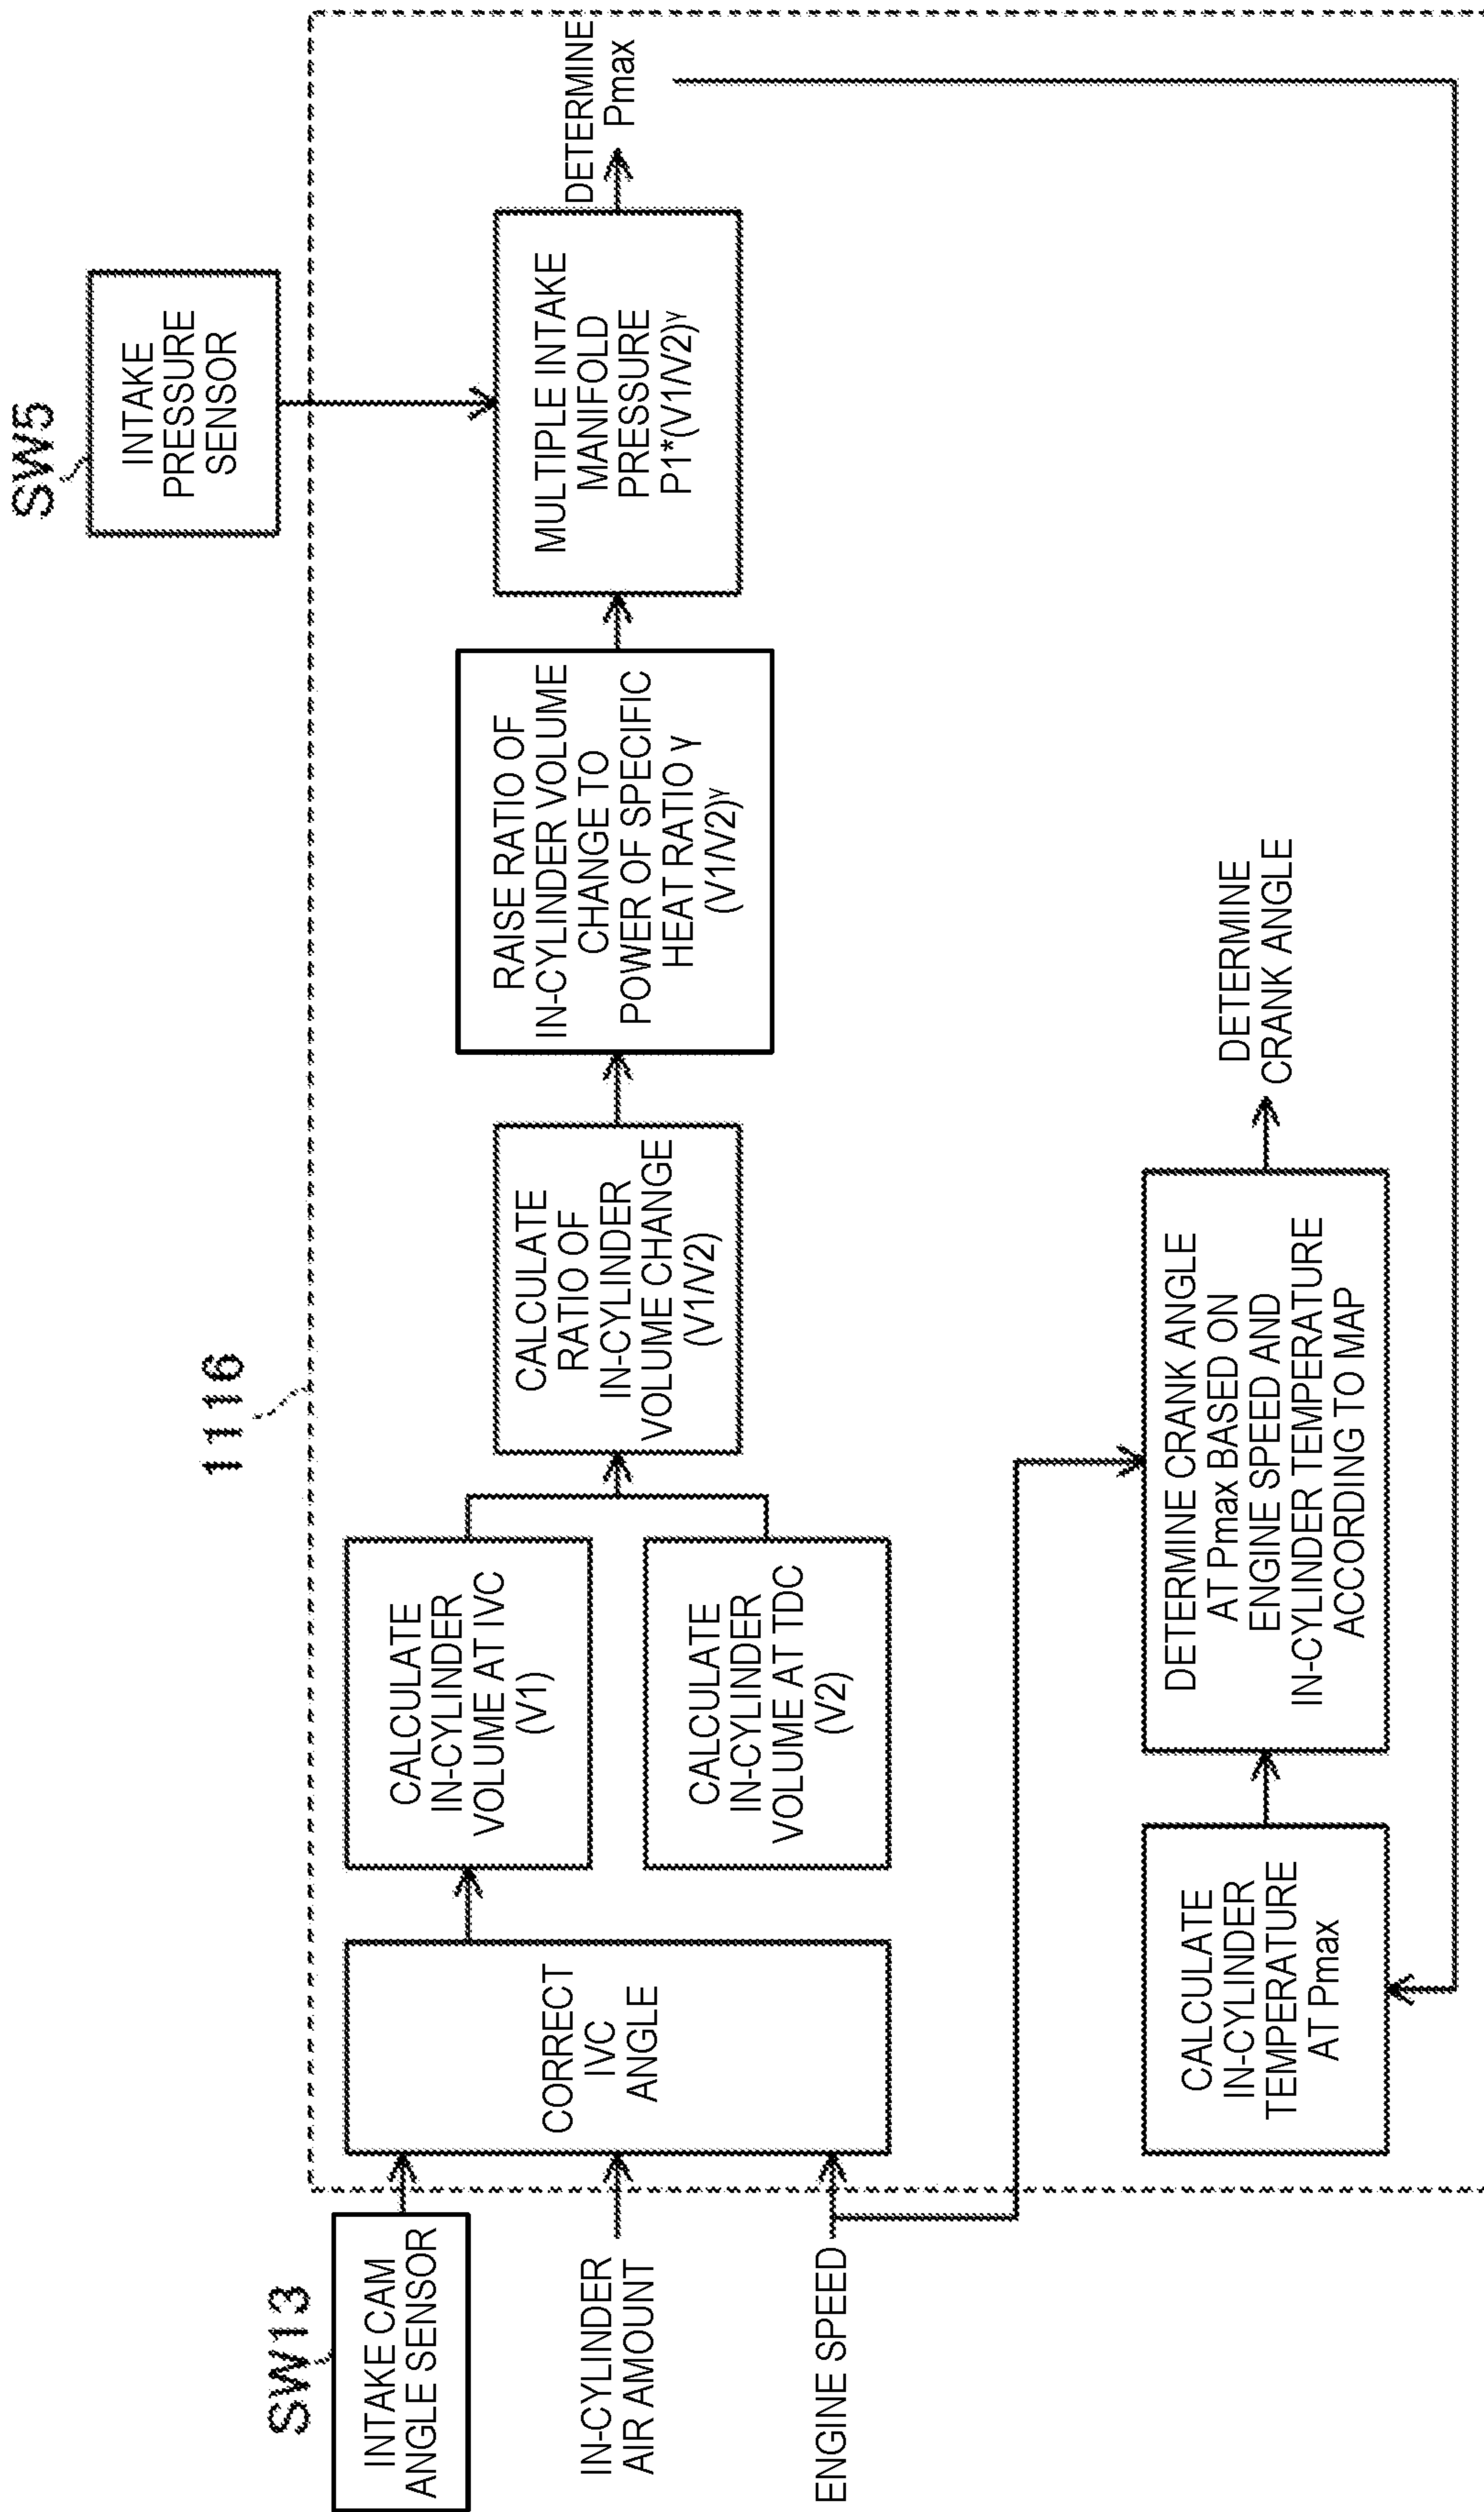 SW13
INTAKE CAM
ANGLE SENSOR
IN-CYLINDER
AIR AMOUNT
ENGINE SPEED
CORRECT
IVC
ANGLE
CALCULATE
IN-CYLINDER
VOLUME AT IVC
(V1)
CALCULATE
IN-CYLINDER
VOLUME AT TDC
(V2)
1116
CALCULATE
RATIO OF
IN-CYLINDER
VOLUME CHANGE
(V1/V2)
RAISE RATIO OF
IN-CYLINDER VOLUME
CHANGE TO
POWER OF SPECIFIC
HEAT RATIO γ
(V1/V2)^γ
SW5
INTAKE
PRESSURE
SENSOR
MULTIPLE INTAKE
MANIFOLD
PRESSURE
P1*(V1/V2)^γ
DETERMINE
Pmax
CALCULATE
IN-CYLINDER
TEMPERATURE
AT Pmax
DETERMINE CRANK ANGLE
AT Pmax BASED ON
ENGINE SPEED AND
IN-CYLINDER TEMPERATURE
ACCORDING TO MAP
DETERMINE
CRANK ANGLE